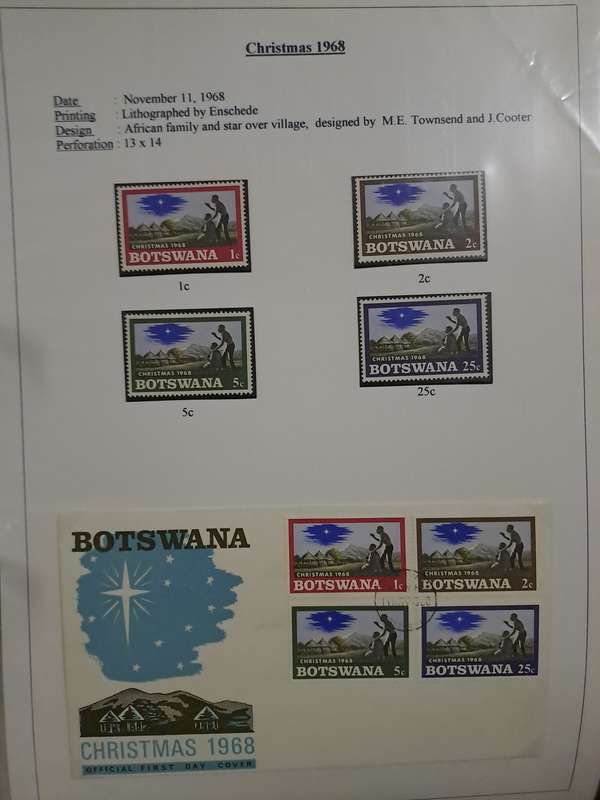 Christmas 1968
Date : November 11, 1968
Printing : Lithographed by Enschede
Design : African family and star over village, designed by M.E. Townsend and J.Cooter
Perforation : 13 x 14
CHRISTMAS 1968
BOTSWANA 1c
1c
CHRISTMAS 1968
BOTSWANA 2c
2c
CHRISTMAS 1968
BOTSWANA 5c
5c
CHRISTMAS 1968
BOTSWANA 25c
25c
BOTSWANA
CHRISTMAS 1968
OFFICIAL FIRST DAY COVER
CHRISTMAS 1968
BOTSWANA 1c
CHRISTMAS 1968
BOTSWANA 2c
CHRISTMAS 1968
BOTSWANA 5c
CHRISTMAS 1968
BOTSWANA 25c